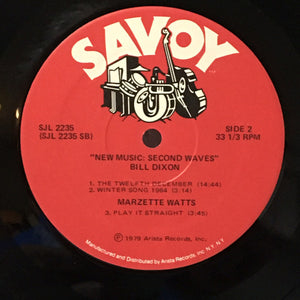 SAVOY
SJL 2235
(SJL 2235 SB)
SIDE 2
33 1/3 RPM
"NEW MUSIC: SECOND WAVES"
BILL DIXON
1. THE TWELFTH DECEMBER (14:44)
2. WINTER SONG 1964 (3:14)
MARZETTE WATTS
3. PLAY IT STRAIGHT (3:45)
Ⓟ 1979 Arista Records, Inc.
Manufactured and Distributed by Arista Records, Inc. N.Y. N.Y.